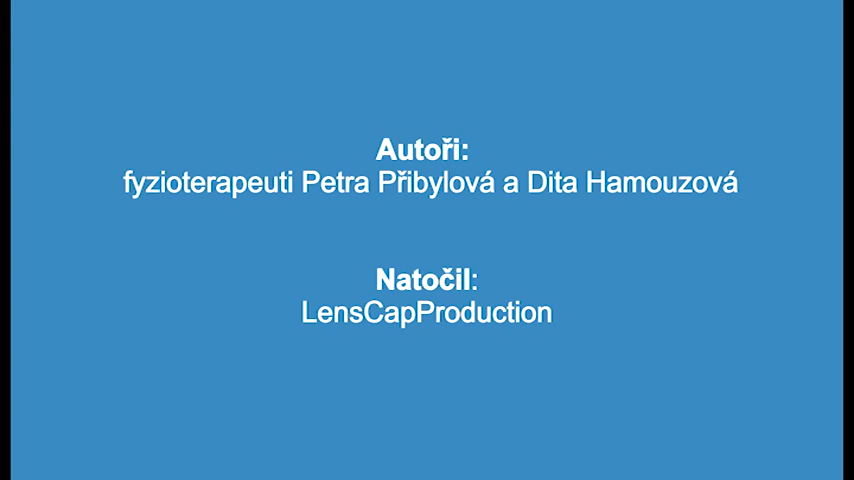 Autoři:
fyzioterapeuti Petra Přibylová a Dita Hamouzová
Natočil:
LensCapProduction